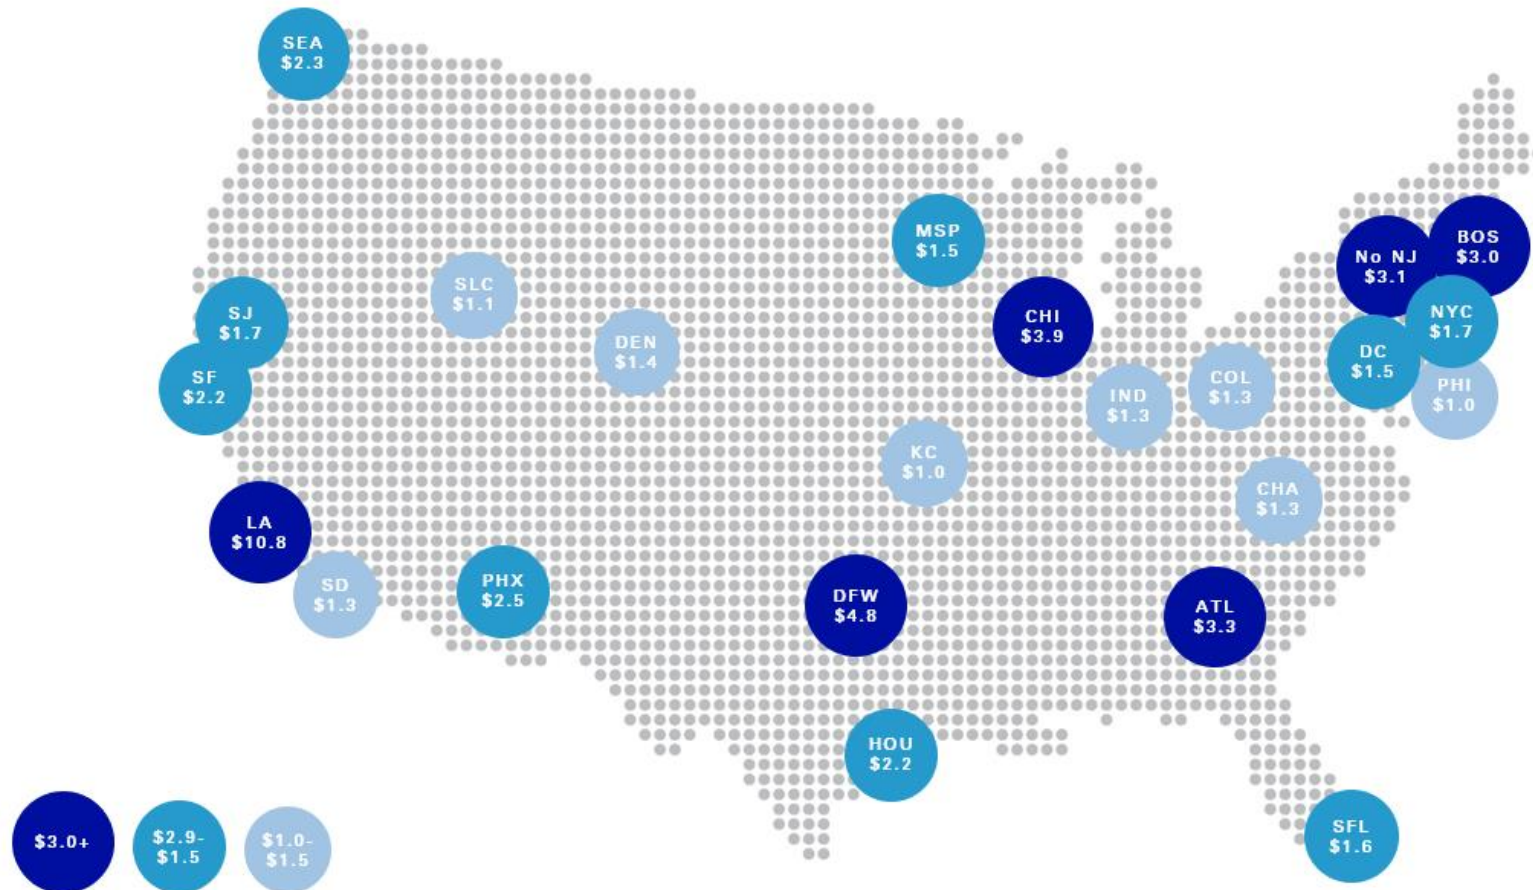 SEA
$2.3
MSP
$1.5
No NJ
$3.1
BOS
$3.0
SLC
$1.1
SJ
$1.7
DEN
$1.4
CHI
$3.9
NYC
$1.7
DC
$1.5
SF
$2.2
IND
$1.3
COL
$1.3
PHI
$1.0
KC
$1.0
CHA
$1.3
LA
$10.8
SD
$1.3
PHX
$2.5
DFW
$4.8
ATL
$3.3
HOU
$2.2
SFL
$1.6
$3.0+
$2.9-
$1.5
$1.0-
$1.5